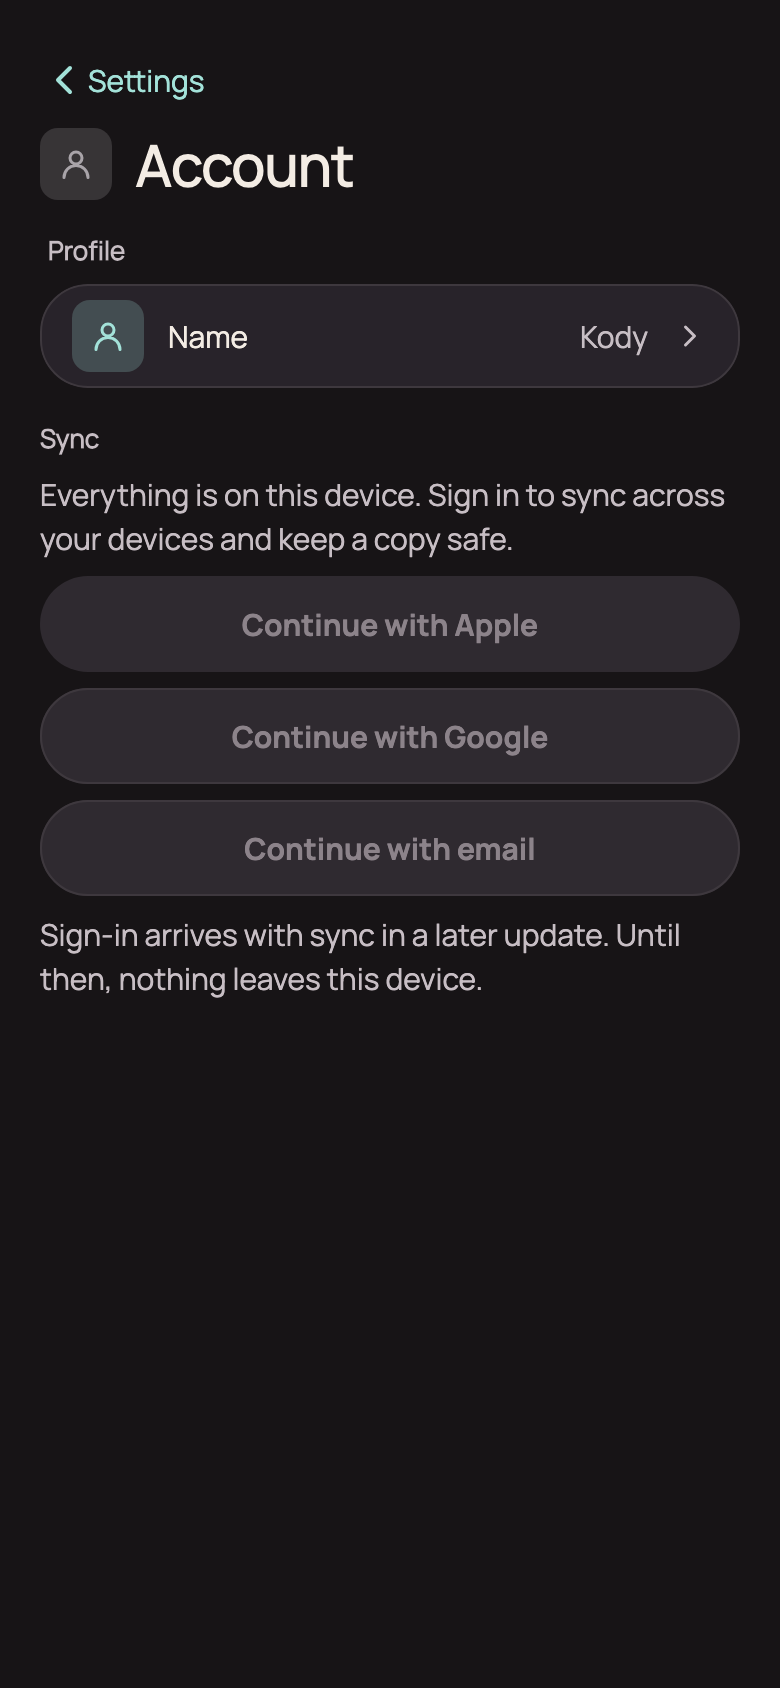 Settings
Account
Profile
Name Kody
Sync
Everything is on this device. Sign in to sync across
your devices and keep a copy safe.
Continue with Apple
Continue with Google
Continue with email
Sign-in arrives with sync in a later update. Until
then, nothing leaves this device.